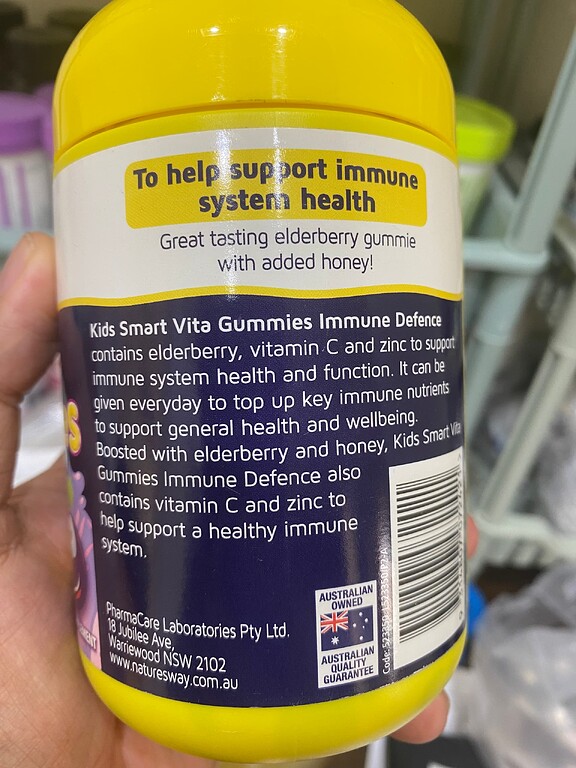 To help support immune
system health
Great tasting elderberry gummie
with added honey!
Kids Smart Vita Gummies Immune Defence
contains elderberry, vitamin C and zinc to support
immune system health and function. It can be
given everyday to top up key immune nutrients
to support general health and wellbeing.
Boosted with elderberry and honey, Kids Smart Vita
Gummies Immune Defence also
contains vitamin C and zinc to
help support a healthy immune
system.
PharmaCare Laboratories Pty Ltd.
18 Jubilee Ave,
Warriewood NSW 2102
www.naturesway.com.au
AUSTRALIAN
OWNED
AUSTRALIAN
QUALITY
GUARANTEE